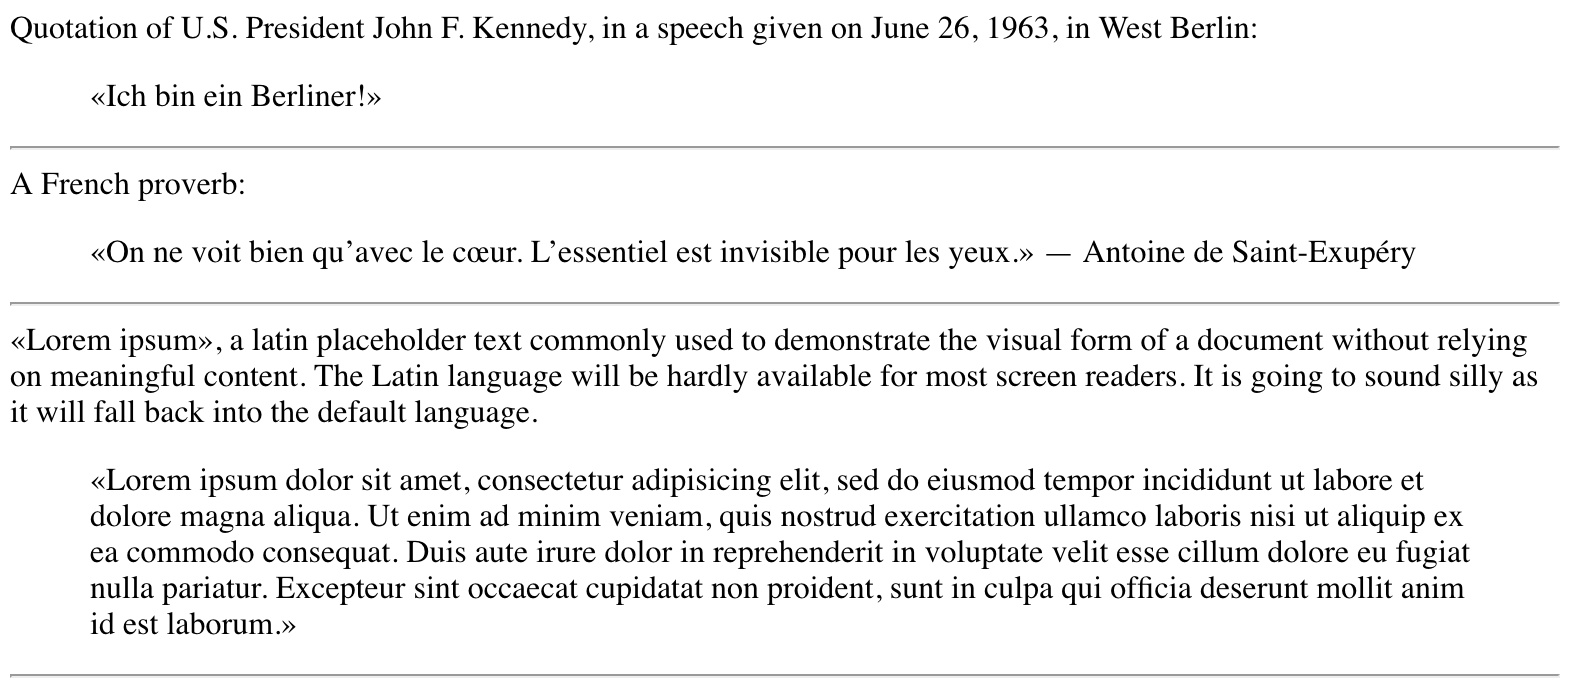 Quotation of U.S. President John F. Kennedy, in a speech given on June 26, 1963, in West Berlin:
«Ich bin ein Berliner!»
A French proverb:
«On ne voit bien qu’avec le cœur. L’essentiel est invisible pour les yeux.» — Antoine de Saint-Exupéry
«Lorem ipsum», a latin placeholder text commonly used to demonstrate the visual form of a document without relying
on meaningful content. The Latin language will be hardly available for most screen readers. It is going to sound silly as
it will fall back into the default language.
«Lorem ipsum dolor sit amet, consectetur adipisicing elit, sed do eiusmod tempor incididunt ut labore et
dolore magna aliqua. Ut enim ad minim veniam, quis nostrud exercitation ullamco laboris nisi ut aliquip ex
ea commodo consequat. Duis aute irure dolor in reprehenderit in voluptate velit esse cillum dolore eu fugiat
nulla pariatur. Excepteur sint occaecat cupidatat non proident, sunt in culpa qui officia deserunt mollit anim
id est laborum.»